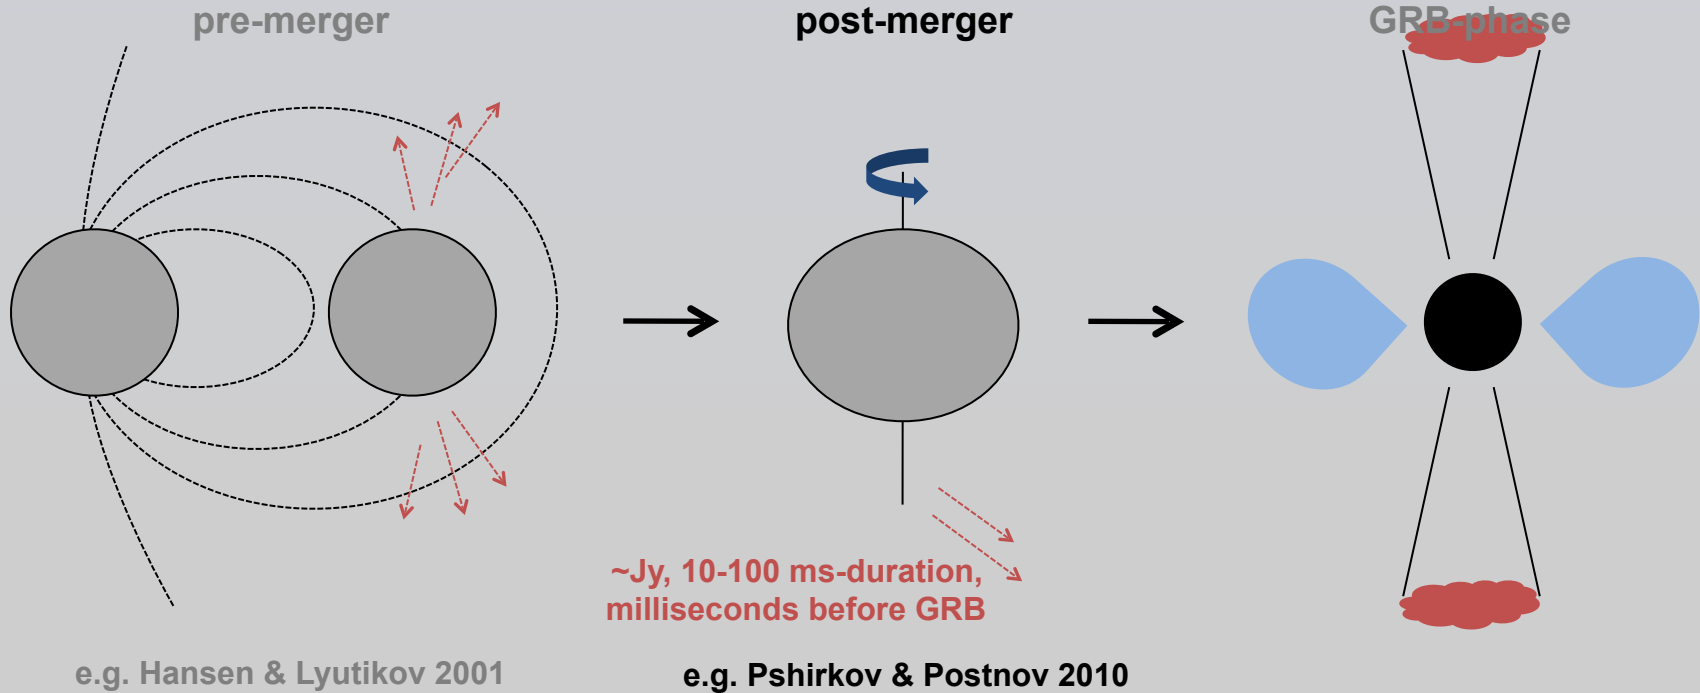 pre-merger
post-merger
GRB-phase
~Jy, 10-100 ms-duration,
milliseconds before GRB
e.g. Hansen & Lyutikov 2001
e.g. Pshirkov & Postnov 2010